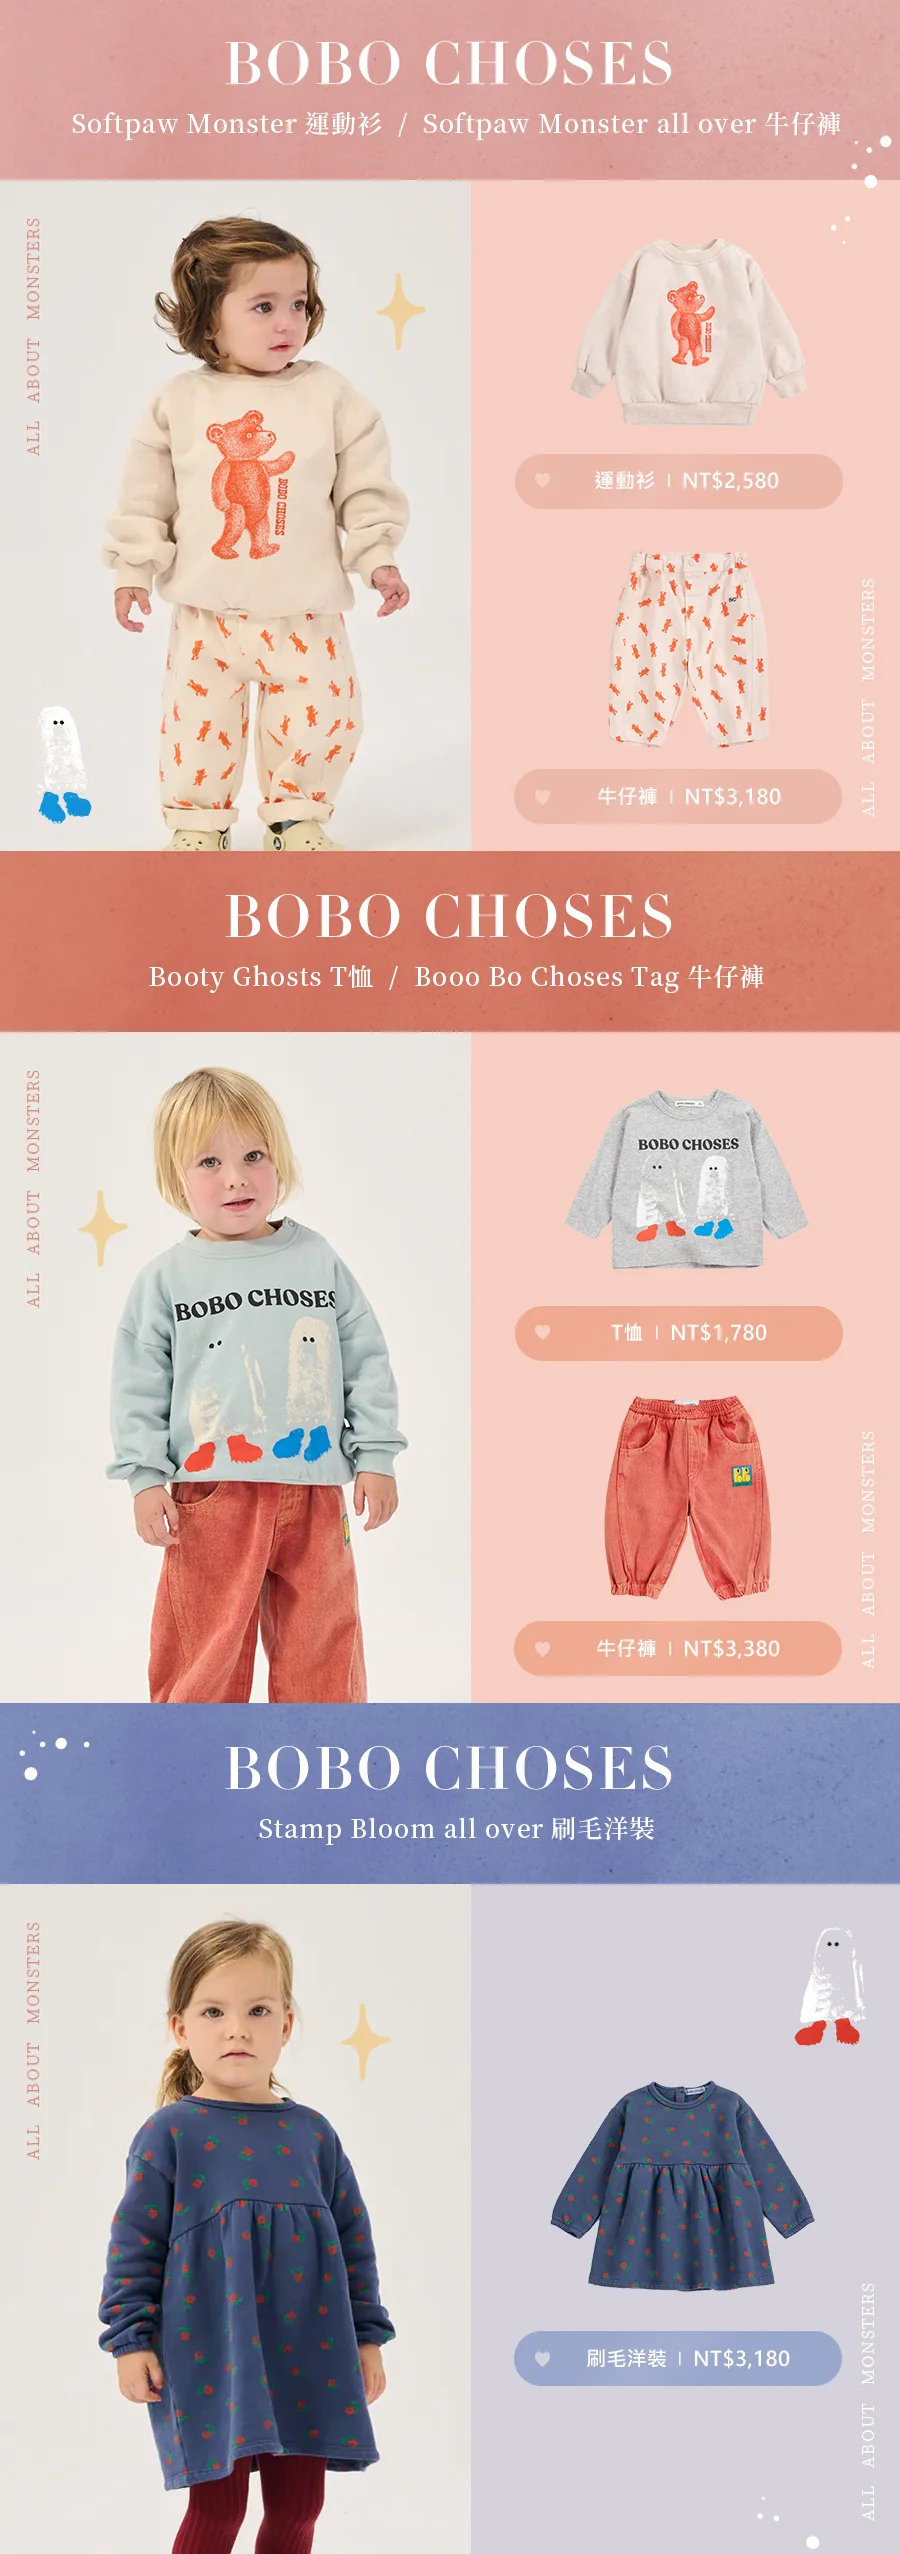 BOBO CHOSES
Softpaw Monster 運動衫 / Softpaw Monster all over 牛仔褲
ALL ABOUT MONSTERS
BOBO CHOSES
BOBO CHOSES
運動衫 | NT$2,580
BC
牛仔褲 | NT$3,180
ALL ABOUT MONSTERS
BOBO CHOSES
Booty Ghosts T恤 / Booo Bo Choses Tag 牛仔褲
ALL ABOUT MONSTERS
BOBO CHOSES
BOBO CHOSES
T恤 | NT$1,780
牛仔褲 | NT$3,380
ALL ABOUT MONSTERS
BOBO CHOSES
Stamp Bloom all over 刷毛洋裝
ALL ABOUT MONSTERS
刷毛洋裝 | NT$3,180
ALL ABOUT MONSTERS